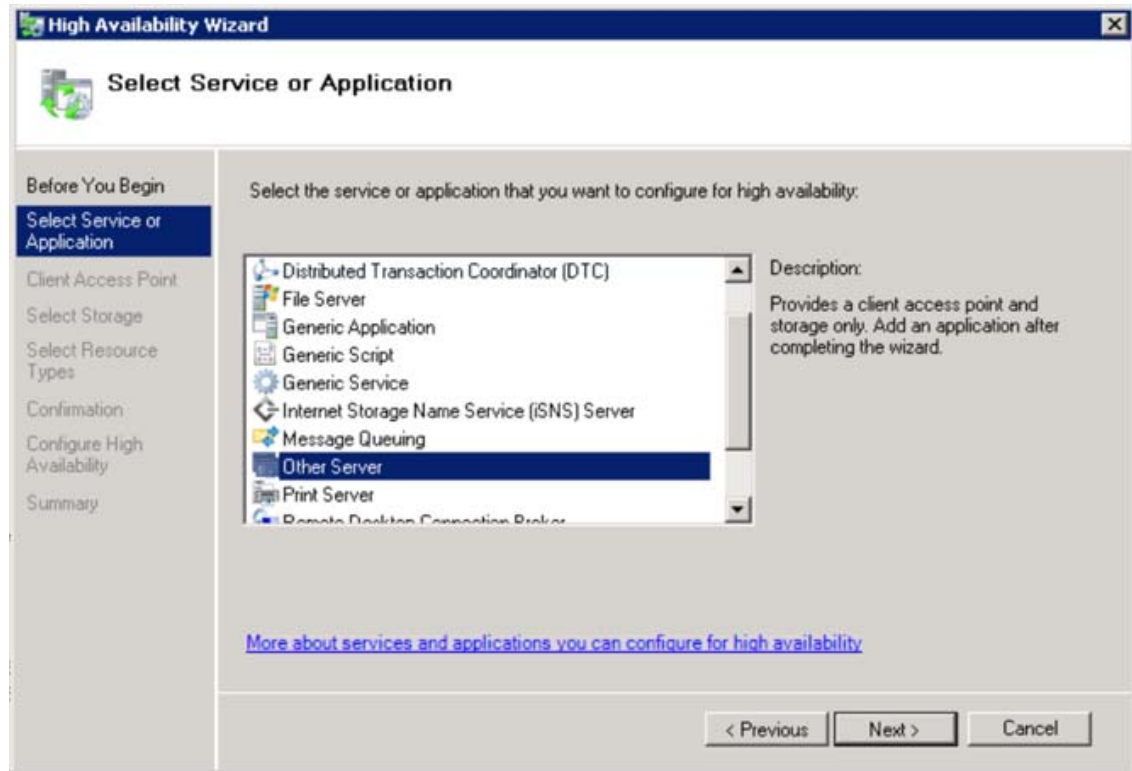 High Availability Wizard
Select Service or Application
Before You Begin
Select Service or
Application
Client Access Point
Select Storage
Select Resource
Types
Confirmation
Configure High
Availability
Summary
Select the service or application that you want to configure for high availability:
Distributed Transaction Coordinator (DTC)
File Server
Generic Application
Generic Script
Generic Service
Internet Storage Name Service (iSNS) Server
Message Queuing
Other Server
Print Server
Remote Desktop Connection Broker
Description:
Provides a client access point and
storage only. Add an application after
completing the wizard.
More about services and applications you can configure for high availability
< Previous
Next >
Cancel